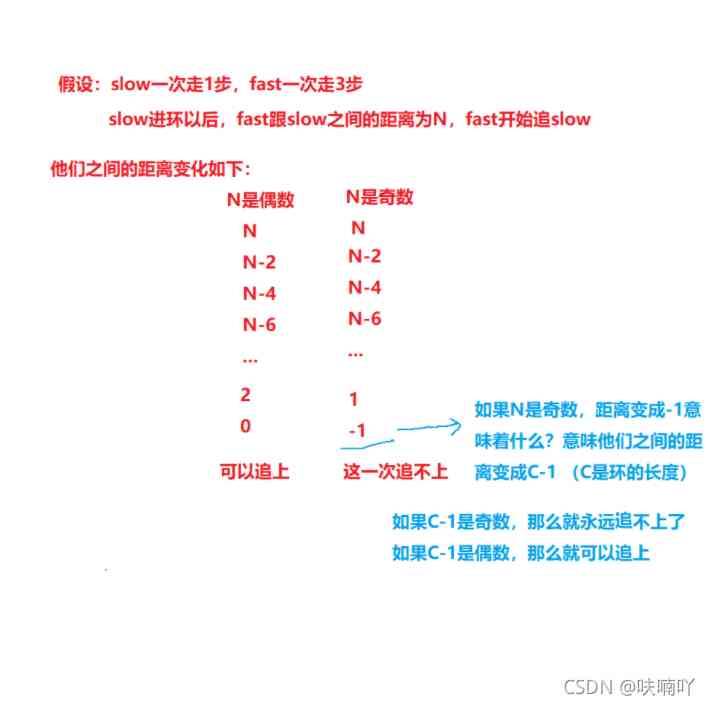 假设：slow一次走1步，fast一次走3步
slow进环以后，fast跟slow之间的距离为N，fast开始追slow
他们之间的距离变化如下：
N是偶数
N
N-2
N-4
N-6
...
2
0
可以追上
N是奇数
N
N-2
N-4
N-6
...
1
-1
这一次追不上
如果N是奇数，距离变成-1意
味着什么？意味他们之间的距
离变成C-1 （C是环的长度）
如果C-1是奇数，那么就永远追不上了
如果C-1是偶数，那么就可以追上
CSDN @呋喃吖